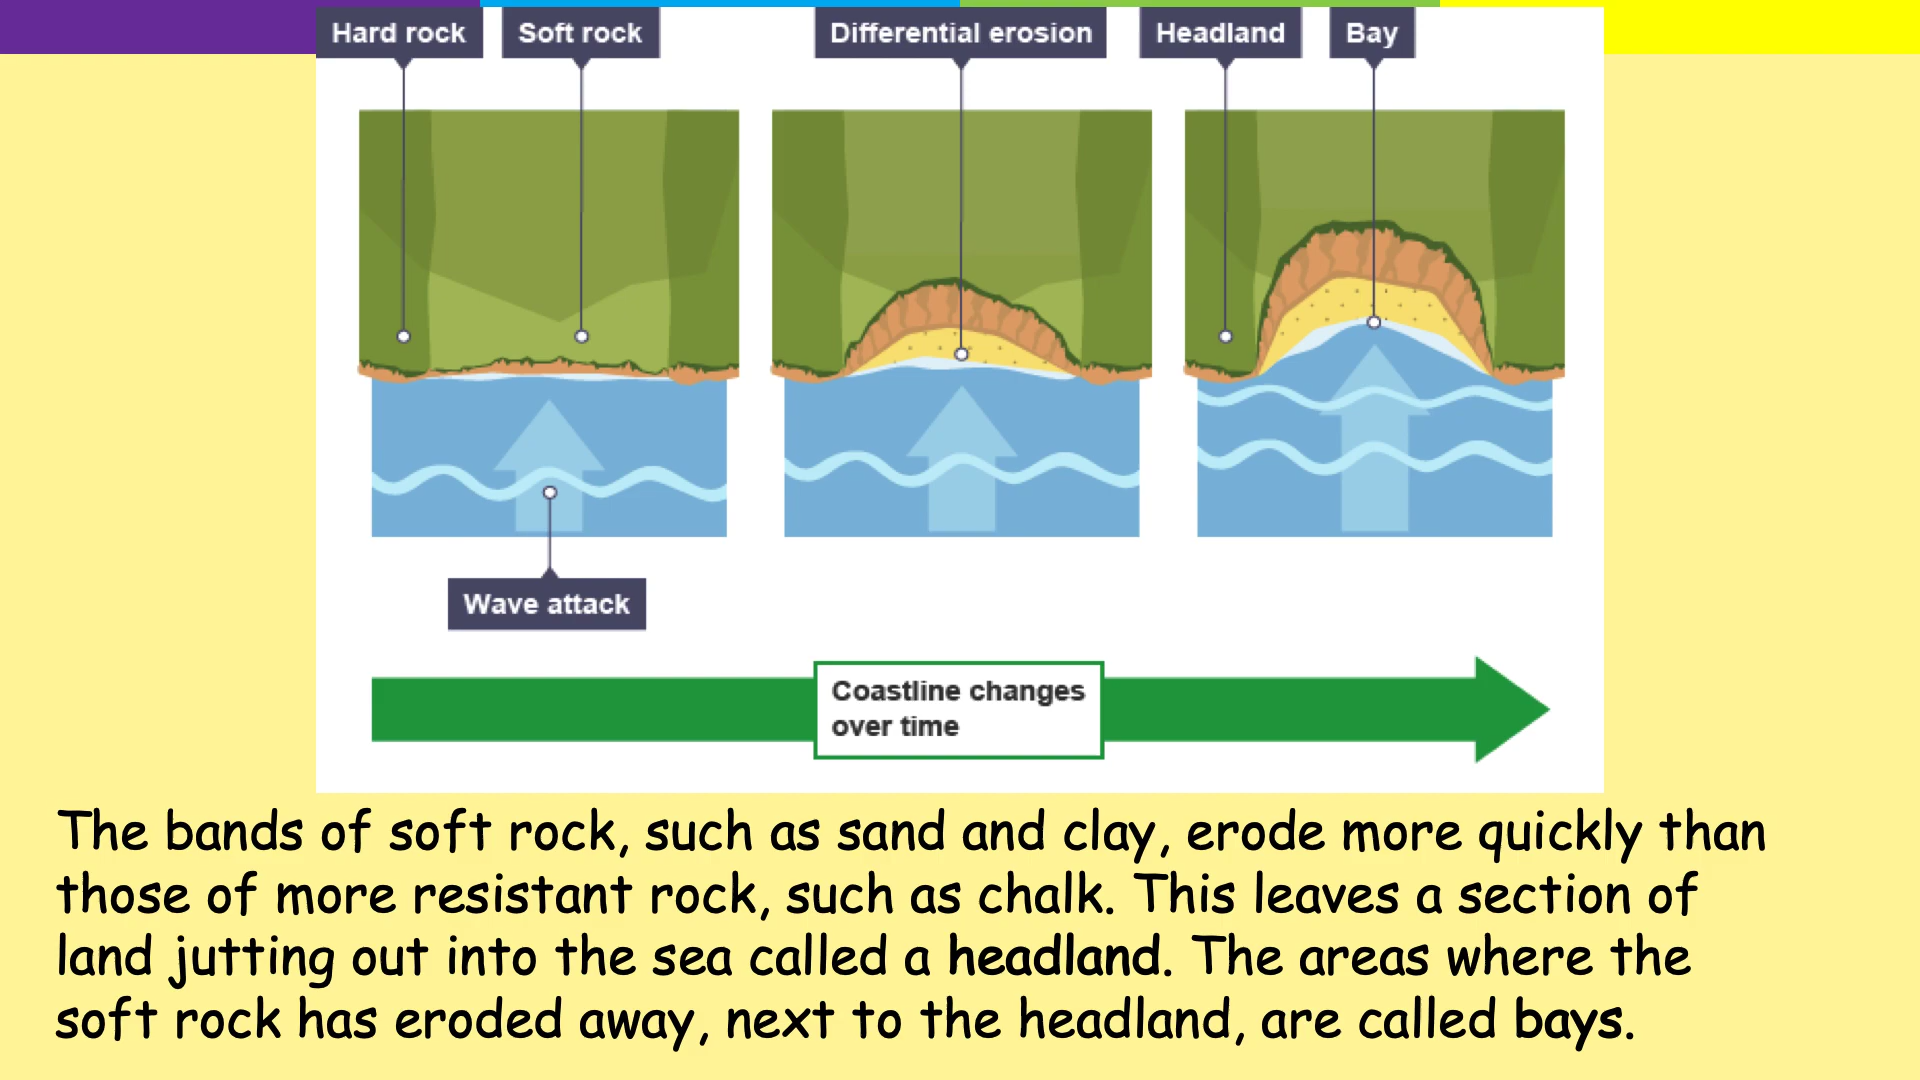 Hard rock
Soft rock
Differential erosion
Headland
Bay
Wave attack
Coastline changes
over time
The bands of soft rock, such as sand and clay, erode more quickly than
those of more resistant rock, such as chalk. This leaves a section of
land jutting out into the sea called a headland. The areas where the
soft rock has eroded away, next to the headland, are called bays.